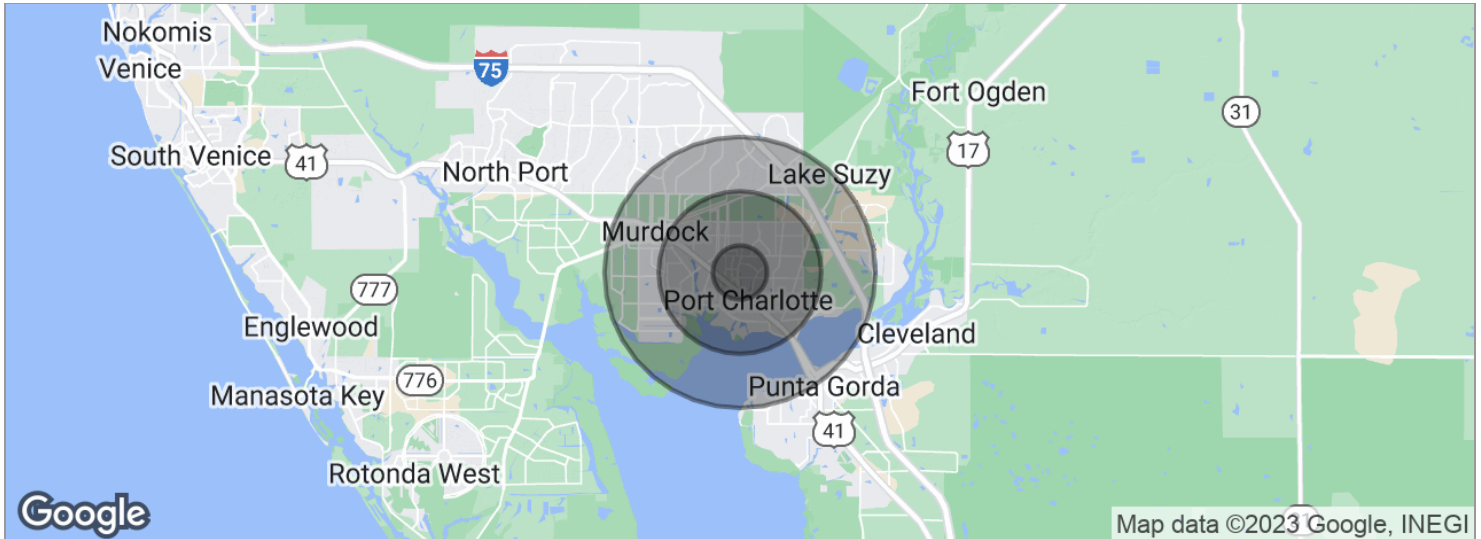 Nokomis
Venice
75
Fort Ogden
31
South Venice
41
17
North Port
Lake Suzy
Murdock
777
Port Charlotte
Englewood
Cleveland
776
Manasota Key
Punta Gorda
41
Rotonda West
Google
31
Map data ©2023 Google, INEGI